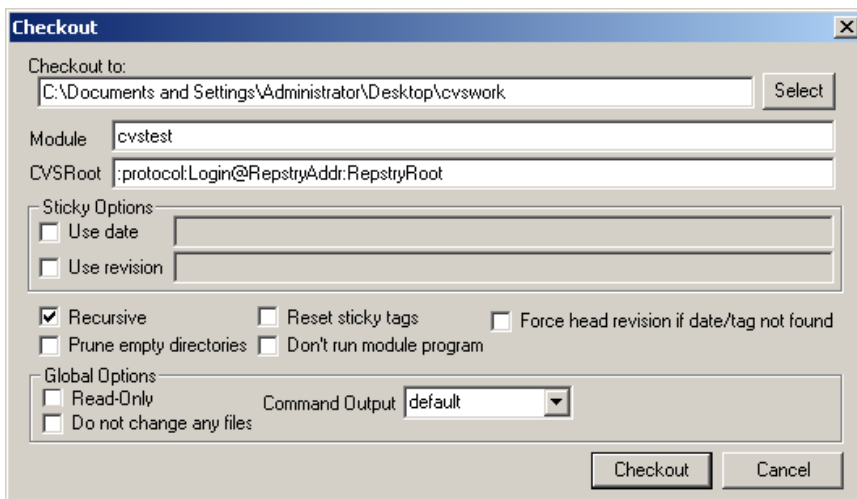 Checkout
Checkout to:
C:\Documents and Settings\Administrator\Desktop\cvswork
Select
Module cvstest
CVSRoot :protocol:Login@RepstryAddr:RepstryRoot
Sticky Options
Use date
Use revision
Recursive Reset sticky tags Force head revision if date/tag not found
Prune empty directories Don't run module program
Global Options
Read-Only Command Output default
Do not change any files
Checkout Cancel